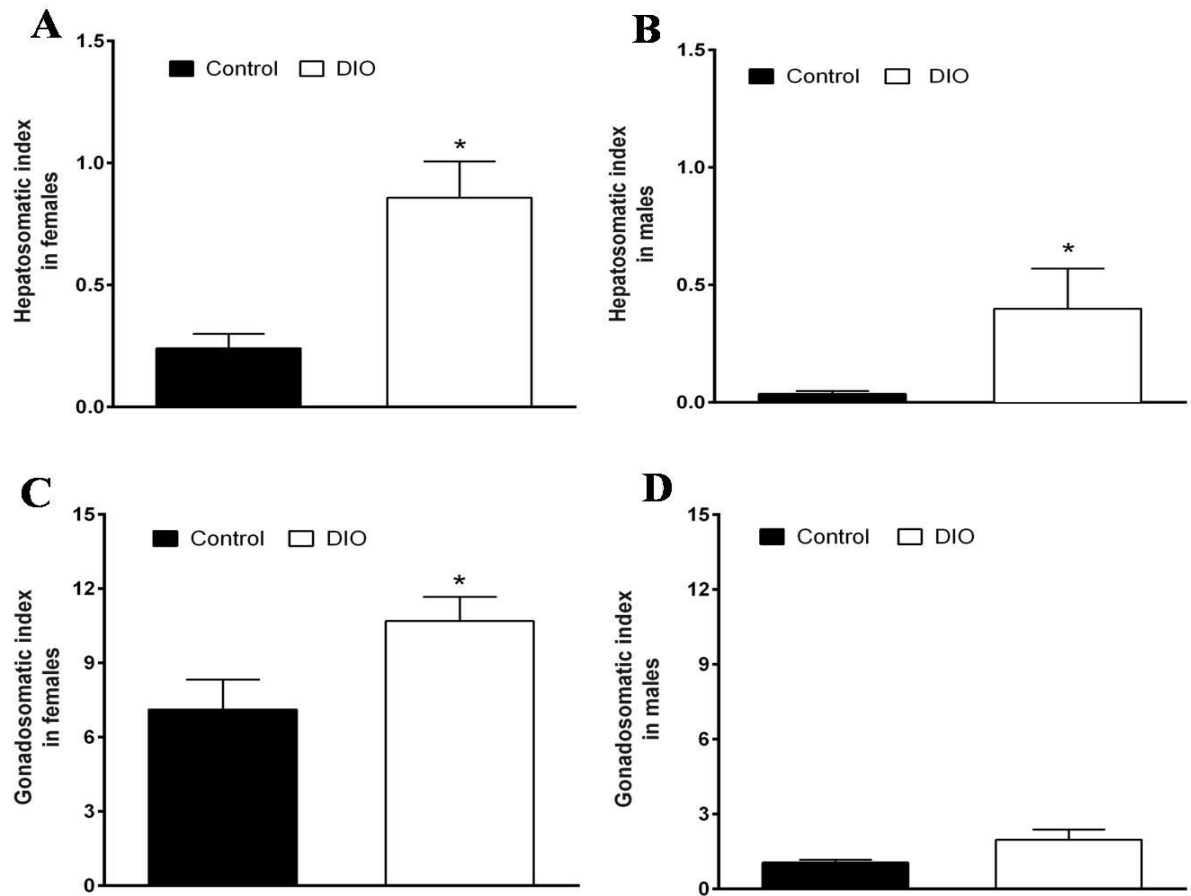 A
1.5
1.0
0.5
0.0
Hepatosomatic index
in females
Control DIO
*
B
1.5
1.0
0.5
0.0
Hepatosomatic index
in males
Control DIO
*
C
15
12
9
6
3
0
Gonadosomatic index
in females
Control DIO
*
D
15
12
9
6
3
0
Gonadosomatic index
in males
Control DIO